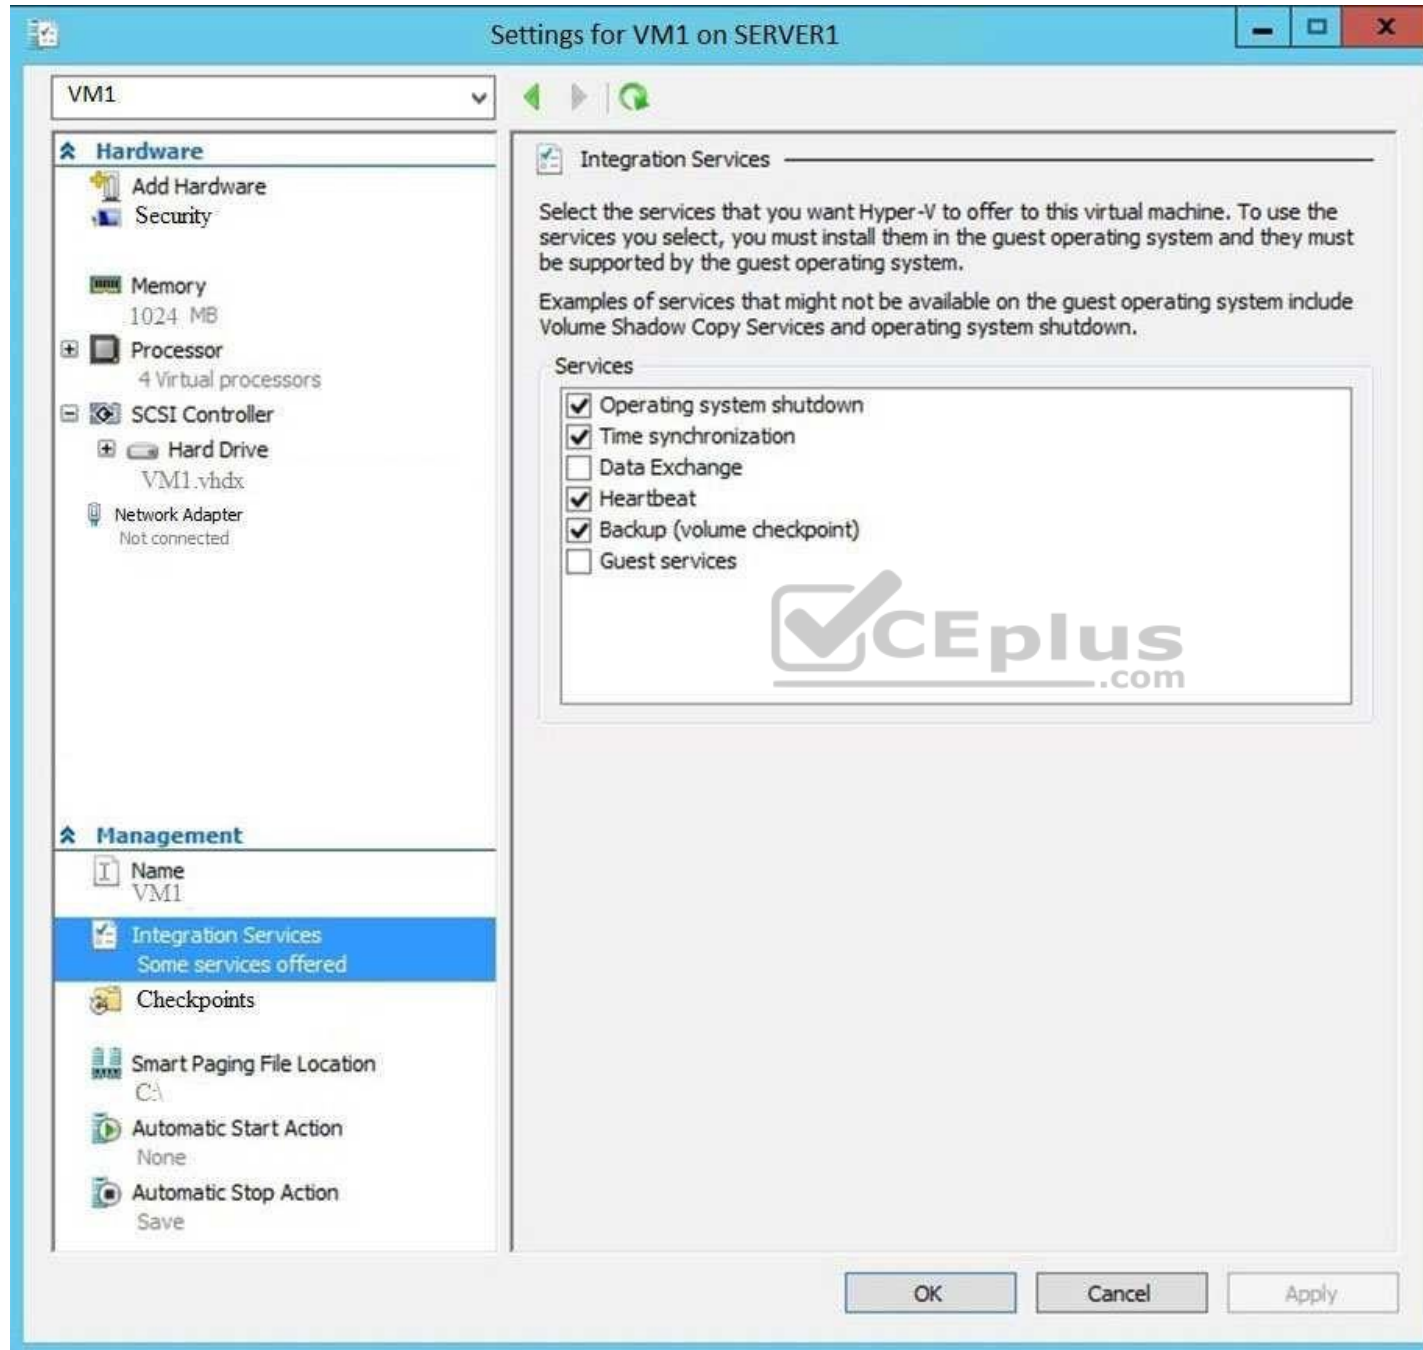 Settings for VM1 on SERVER1
VM1
Hardware
Add Hardware
Security
Memory
1024 MB
Processor
4 Virtual processors
SCSI Controller
Hard Drive
VM1.vhdx
Network Adapter
Not connected
Management
Name
VM1
Integration Services
Some services offered
Checkpoints
Smart Paging File Location
C:\
Automatic Start Action
None
Automatic Stop Action
Save
Integration Services
Select the services that you want Hyper-V to offer to this virtual machine. To use the
services you select, you must install them in the guest operating system and they must
be supported by the guest operating system.
Examples of services that might not be available on the guest operating system include
Volume Shadow Copy Services and operating system shutdown.
Services
Operating system shutdown
Time synchronization
Data Exchange
Heartbeat
Backup (volume checkpoint)
Guest services
CEplus
.com
OK
Cancel
Apply